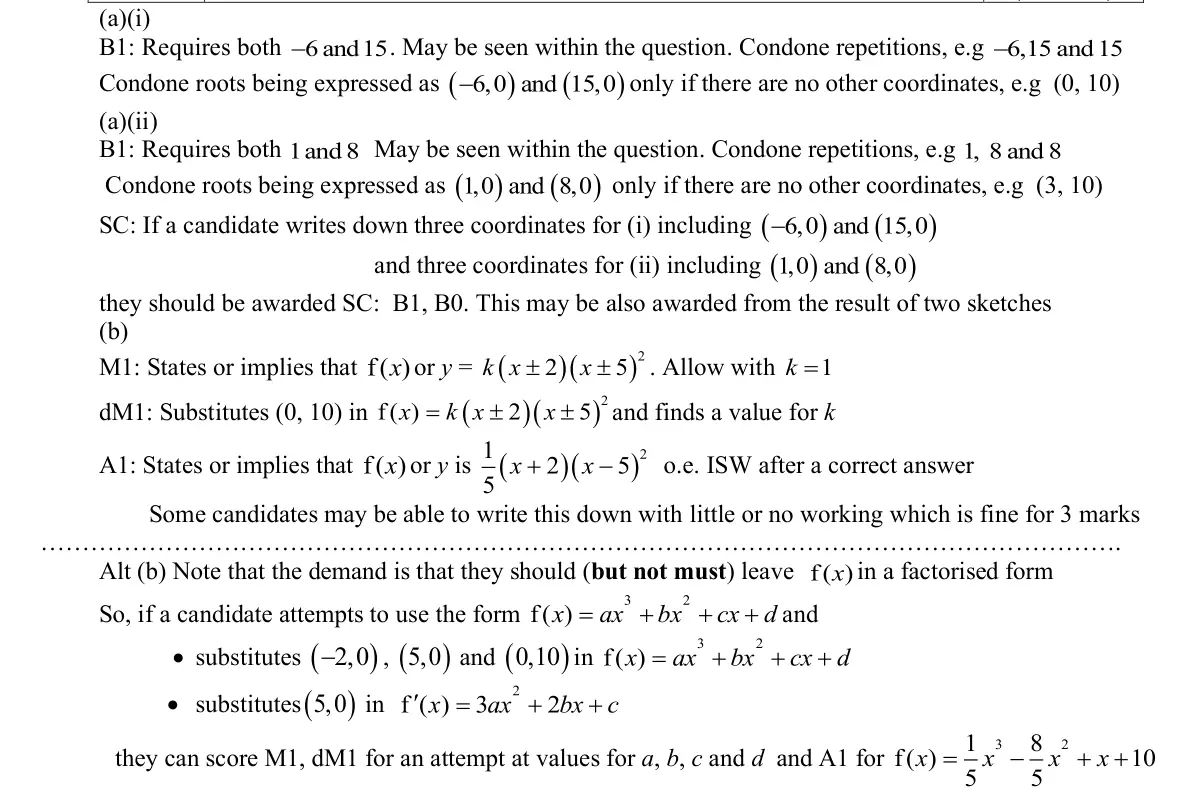 (a)(i)
B1: Requires both −6 and 15. May be seen within the question. Condone repetitions, e.g −6,15 and 15
Condone roots being expressed as (−6,0) and (15,0) only if there are no other coordinates, e.g (0, 10)
(a)(ii)
B1: Requires both 1 and 8 May be seen within the question. Condone repetitions, e.g 1, 8 and 8
Condone roots being expressed as (1,0) and (8,0) only if there are no other coordinates, e.g (3, 10)
SC: If a candidate writes down three coordinates for (i) including (−6,0) and (15,0)
and three coordinates for (ii) including (1,0) and (8,0)
they should be awarded SC: B1, B0. This may be also awarded from the result of two sketches
(b)
M1: States or implies that f(x) or y = k(x ± 2)(x ± 5)². Allow with k = 1
dM1: Substitutes (0, 10) in f(x) = k(x ± 2)(x ± 5)² and finds a value for k
A1: States or implies that f(x) or y is 1/5(x + 2)(x − 5)² o.e. ISW after a correct answer
Some candidates may be able to write this down with little or no working which is fine for 3 marks
Alt (b) Note that the demand is that they should (but not must) leave f(x) in a factorised form
So, if a candidate attempts to use the form f(x) = ax³ + bx² + cx + d and
• substitutes (−2,0), (5,0) and (0,10) in f(x) = ax³ + bx² + cx + d
• substitutes (5,0) in f′(x) = 3ax² + 2bx + c
they can score M1, dM1 for an attempt at values for a, b, c and d and A1 for f(x) = 1/5x³ − 8/5x² + x + 10